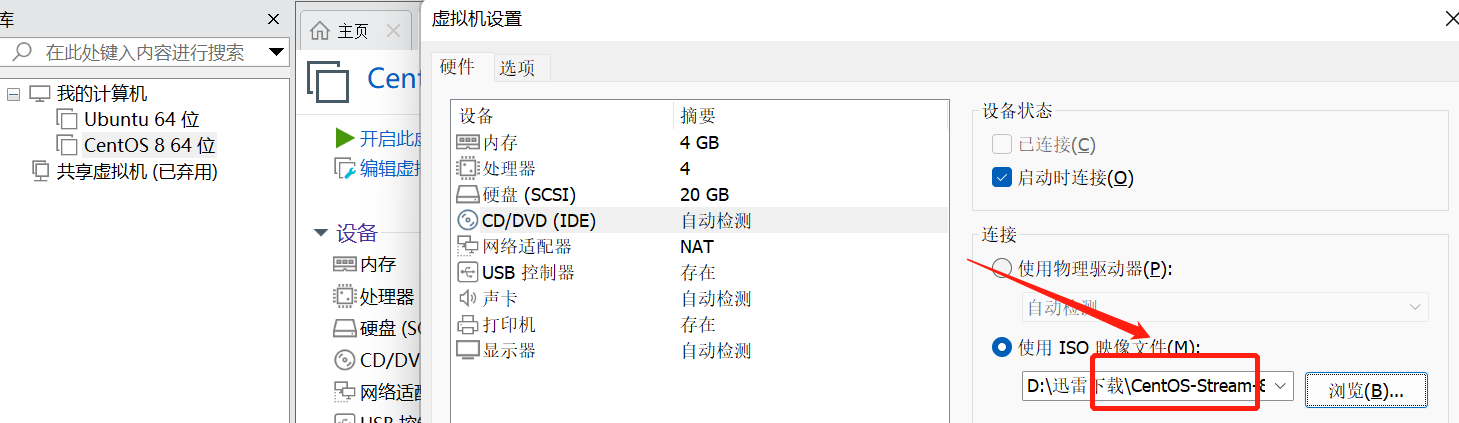 库
在此处键入内容进行搜索
我的计算机
Ubuntu 64 位
CentOS 8 64 位
共享虚拟机 (已弃用)
主页
Cent
开启此虚
编辑虚拟
设备
内存
处理器
硬盘 (SC
CD/DV
网络适配
USB 控制
虚拟机设置
硬件
选项
设备 摘要
内存 4 GB
处理器 4
硬盘 (SCSI) 20 GB
CD/DVD (IDE) 自动检测
网络适配器 NAT
USB 控制器 存在
声卡 自动检测
打印机 存在
显示器 自动检测
设备状态
已连接(C)
启动时连接(O)
连接
使用物理驱动器(P):
自动检测
使用 ISO 映像文件(M):
D:\迅雷下载\CentOS-Stream-8
浏览(B)...